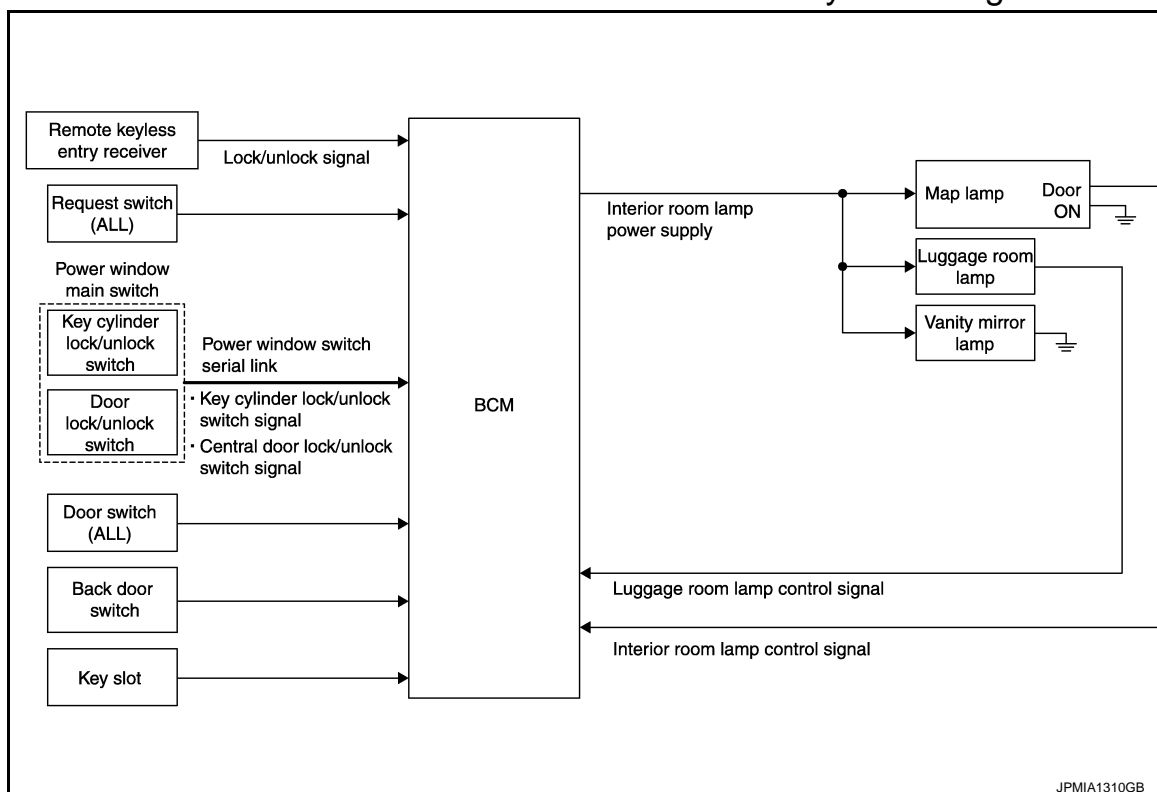 Remote keyless
entry receiver
Lock/unlock signal
Request switch
(ALL)
Power window
main switch
Key cylinder
lock/unlock
switch
Door
lock/unlock
switch
Power window switch
serial link
· Key cylinder lock/unlock
switch signal
· Central door lock/unlock
switch signal
Door switch
(ALL)
Back door
switch
Key slot
BCM
Interior room lamp
power supply
Map lamp
Door
ON
Luggage room
lamp
Vanity mirror
lamp
Luggage room lamp control signal
Interior room lamp control signal
JPMIA1310GB